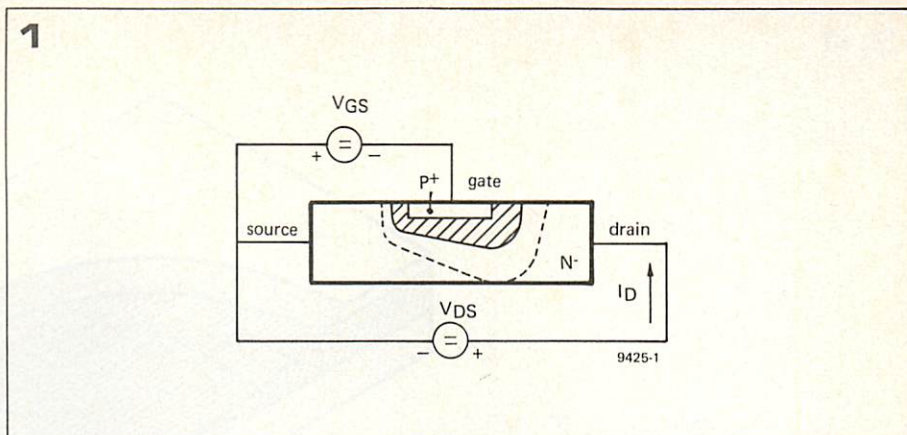 1
VGS
+ = −
P+ gate
source
drain
N-
ID
VDS
− = +
9425-1